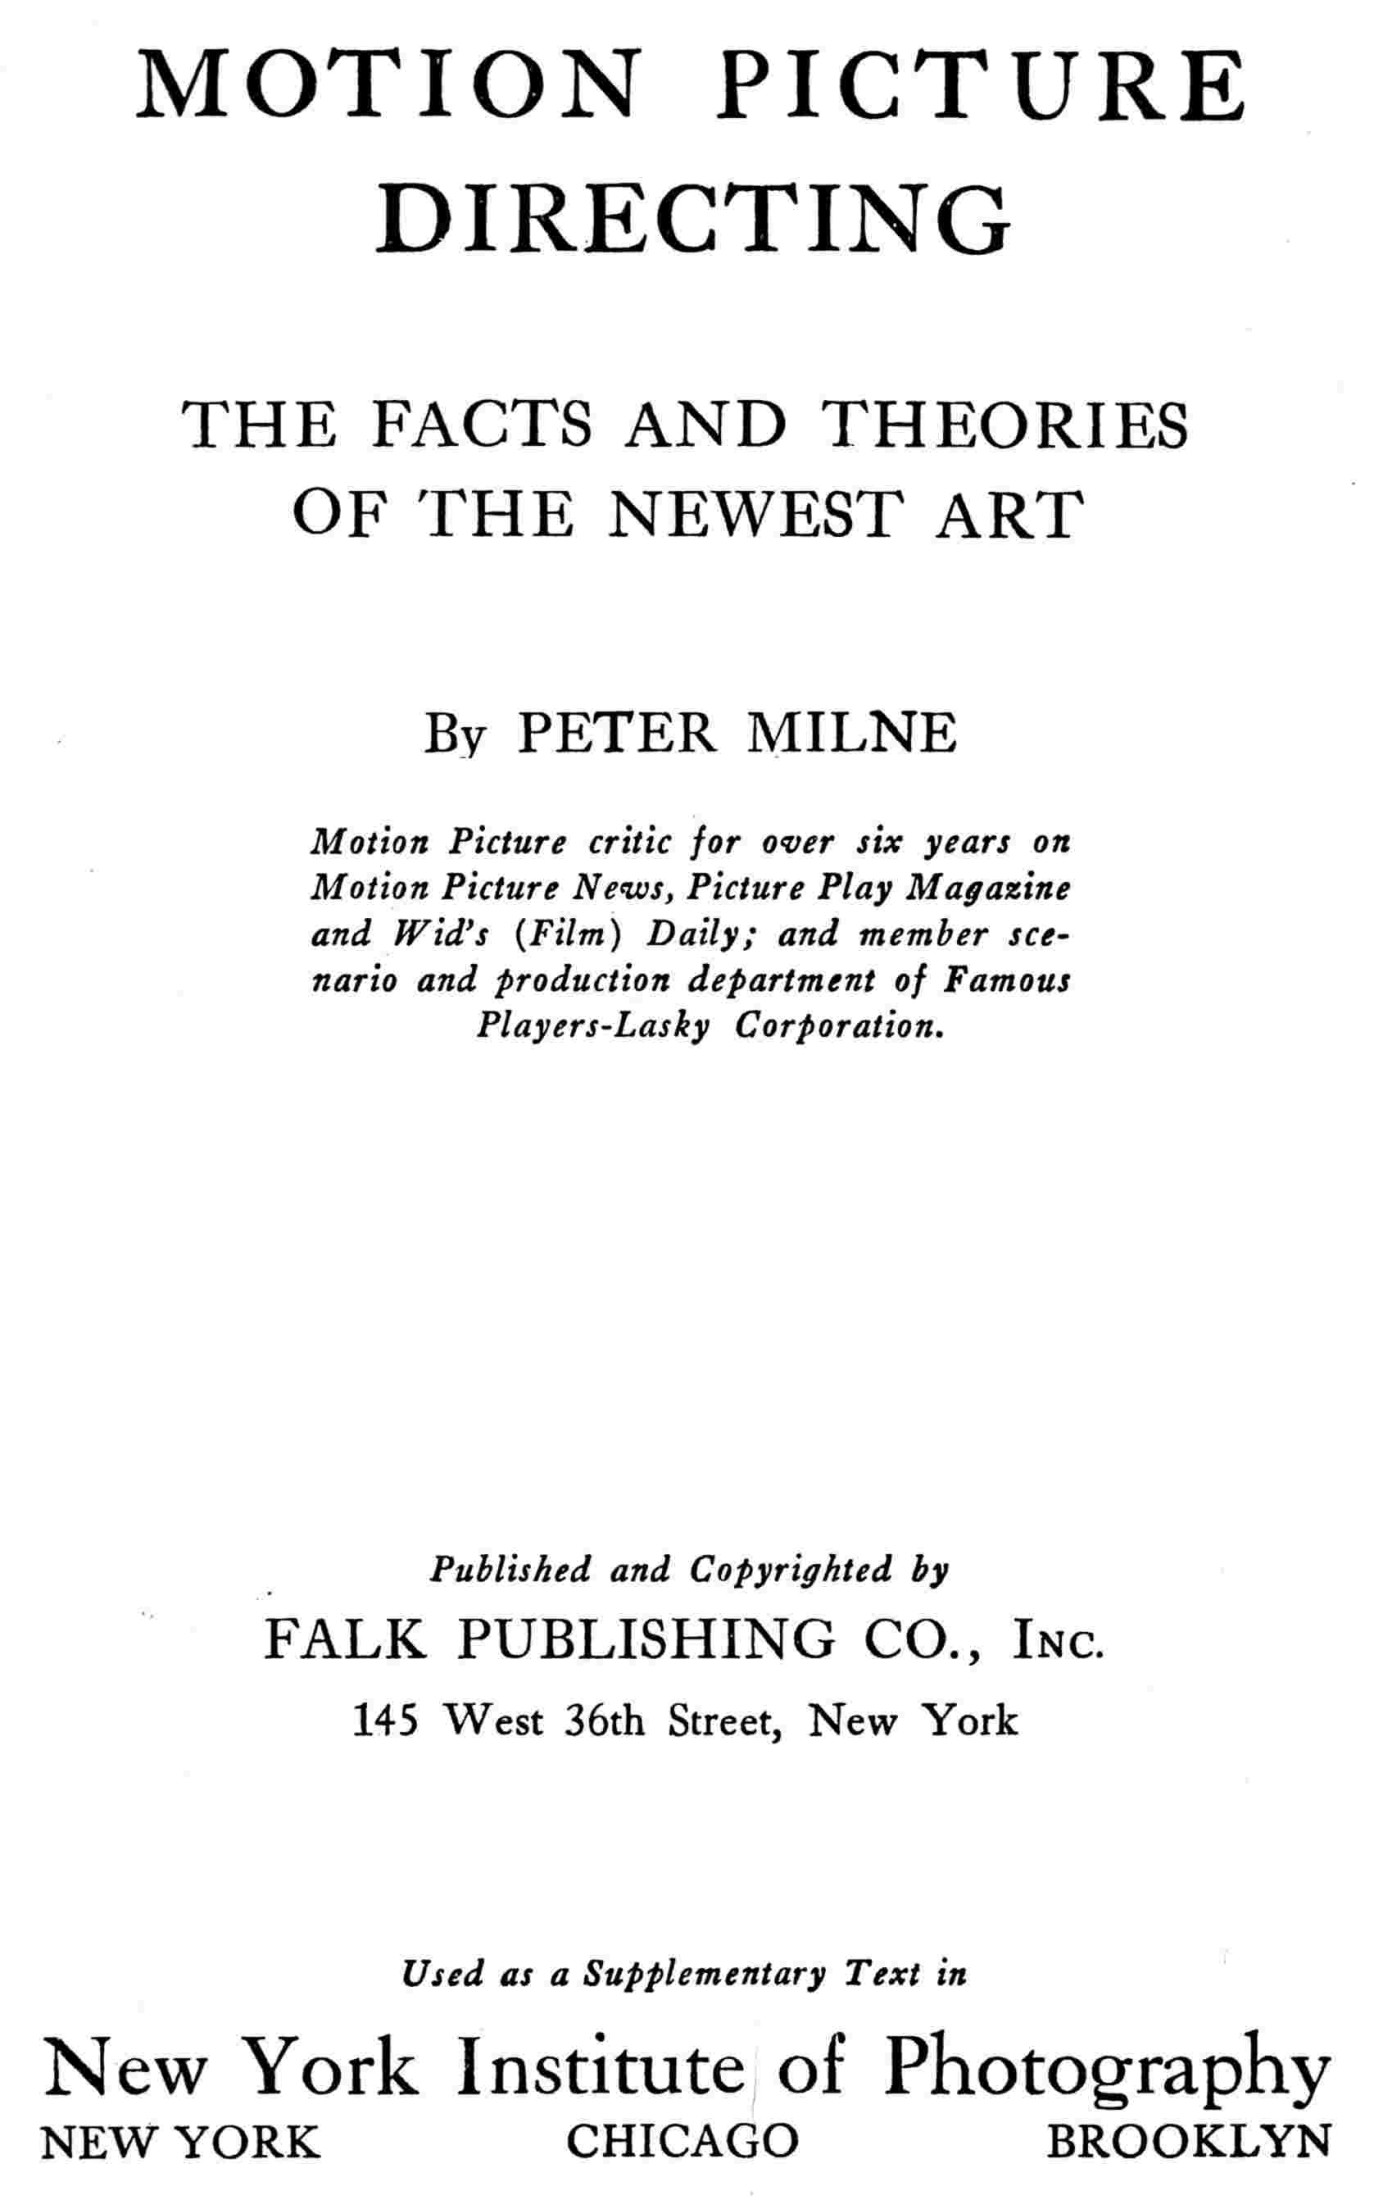 MOTION PICTURE
DIRECTING
THE FACTS AND THEORIES
OF THE NEWEST ART
By PETER MILNE
Motion Picture critic for over six years on
Motion Picture News, Picture Play Magazine
and Wid's (Film) Daily; and member sce-
nario and production department of Famous
Players-Lasky Corporation.
Published and Copyrighted by
FALK PUBLISHING CO., INC.
145 West 36th Street, New York
Used as a Supplementary Text in
New York Institute of Photography
NEW YORK CHICAGO BROOKLYN